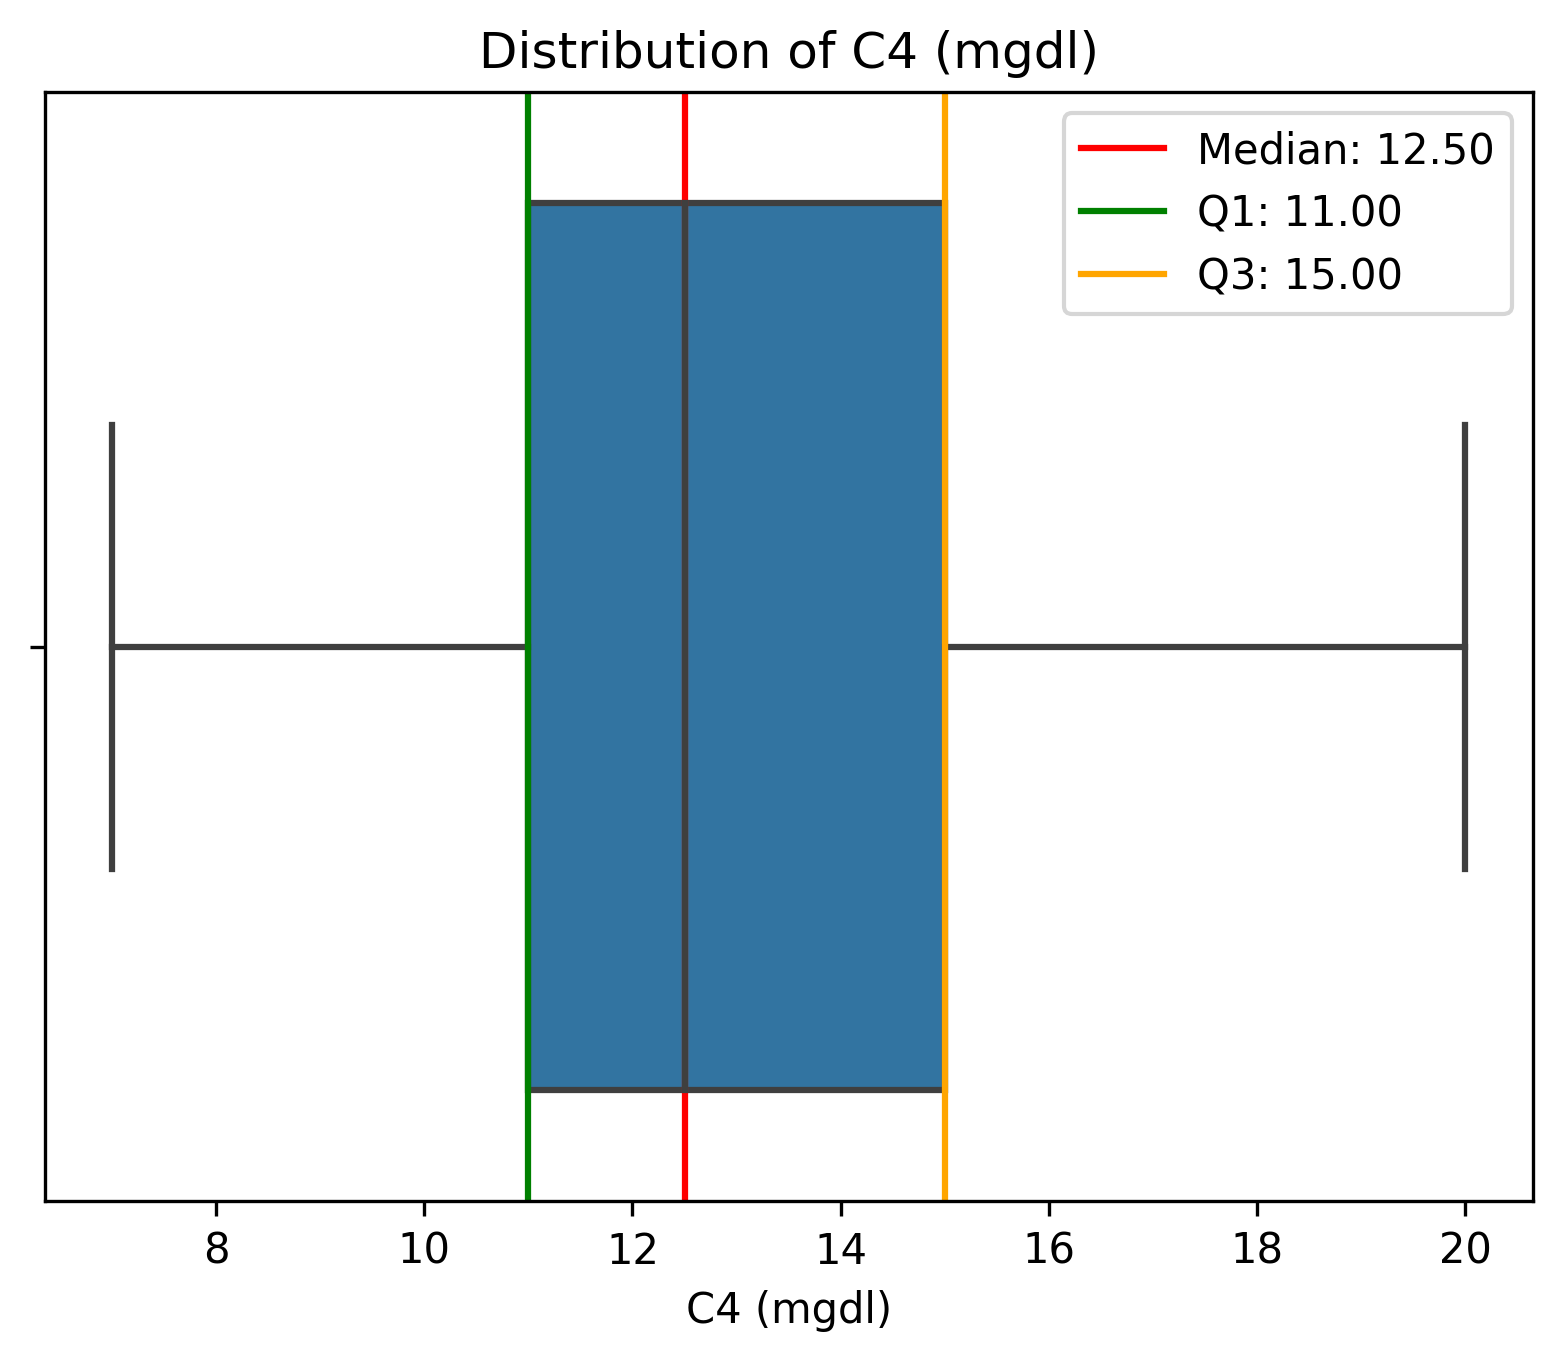 Distribution of C4 (mgdl)
Median: 12.50
Q1: 11.00
Q3: 15.00
8 10 12 14 16 18 20
C4 (mgdl)